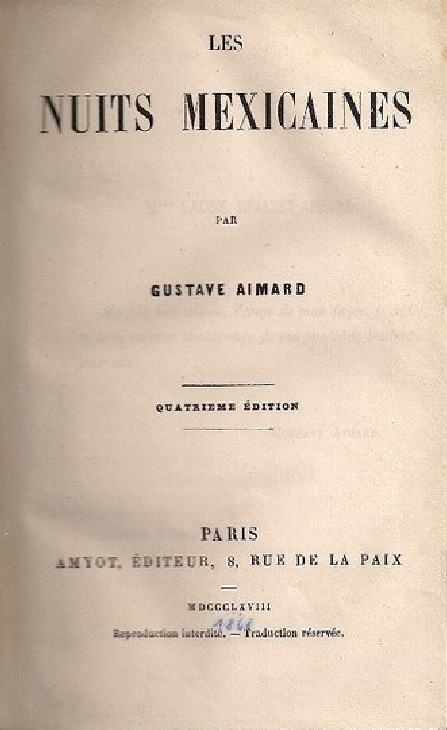 LES
NUITS MEXICAINES
PAR
GUSTAVE AIMARD
QUATRIEME ÉDITION
PARIS
AMYOT, ÉDITEUR, 8, RUE DE LA PAIX
MDCCCLXVIII
1868
Reproduction interdite. — Traduction réservée.